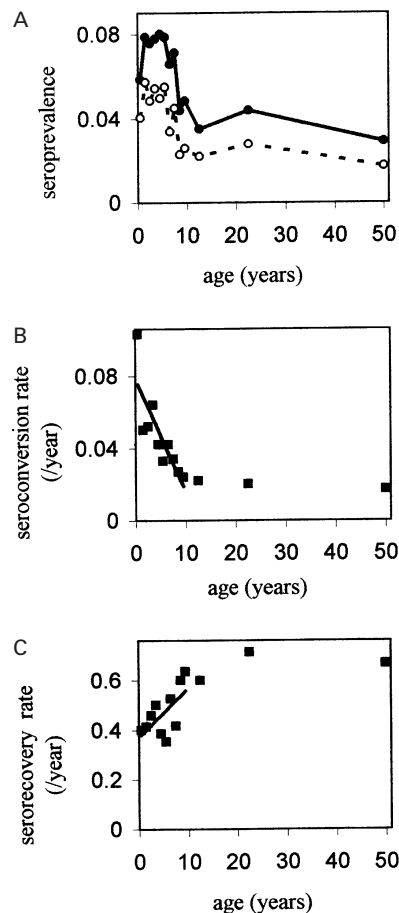 A
0.08
0.04
0
seroprevalence
0 10 20 30 40 50
age (years)
B
0.08
0.04
0
seroconversion rate
(/year)
0 10 20 30 40 50
age (years)
C
0.6
0.4
0.2
0
serorecovery rate
(/year)
0 10 20 30 40 50
age (years)